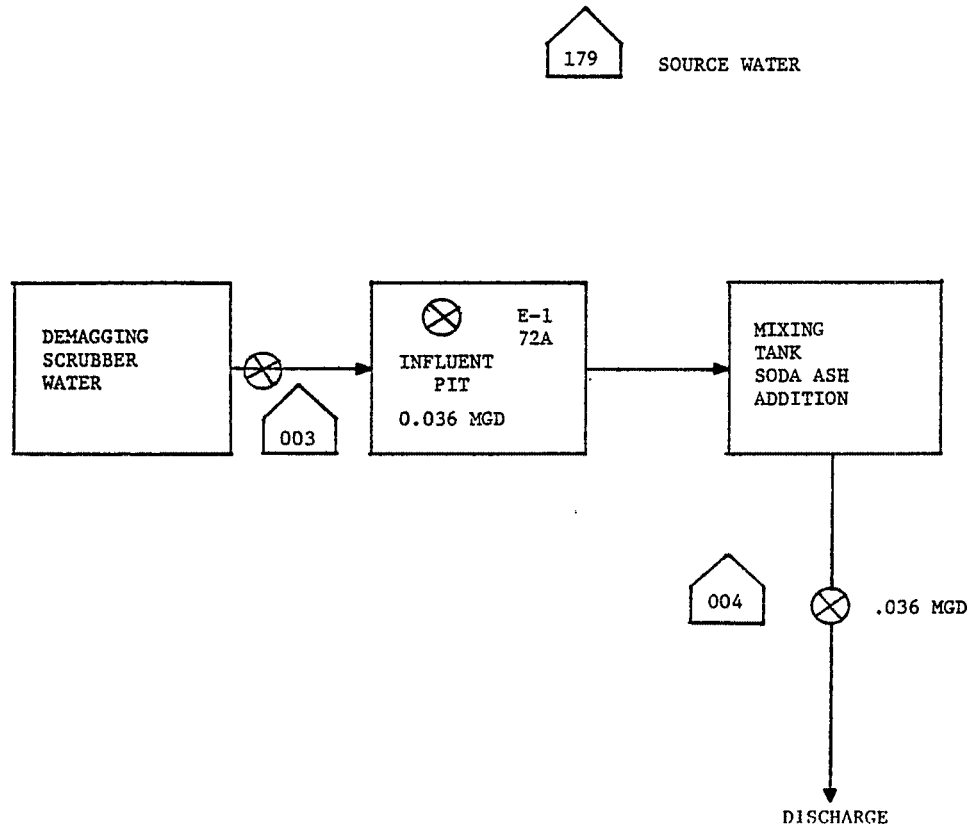 179
SOURCE WATER
DEMAGGING
SCRUBBER
WATER
003
E-1
72A
INFLUENT
PIT
0.036 MGD
MIXING
TANK
SODA ASH
ADDITION
004
.036 MGD
DISCHARGE